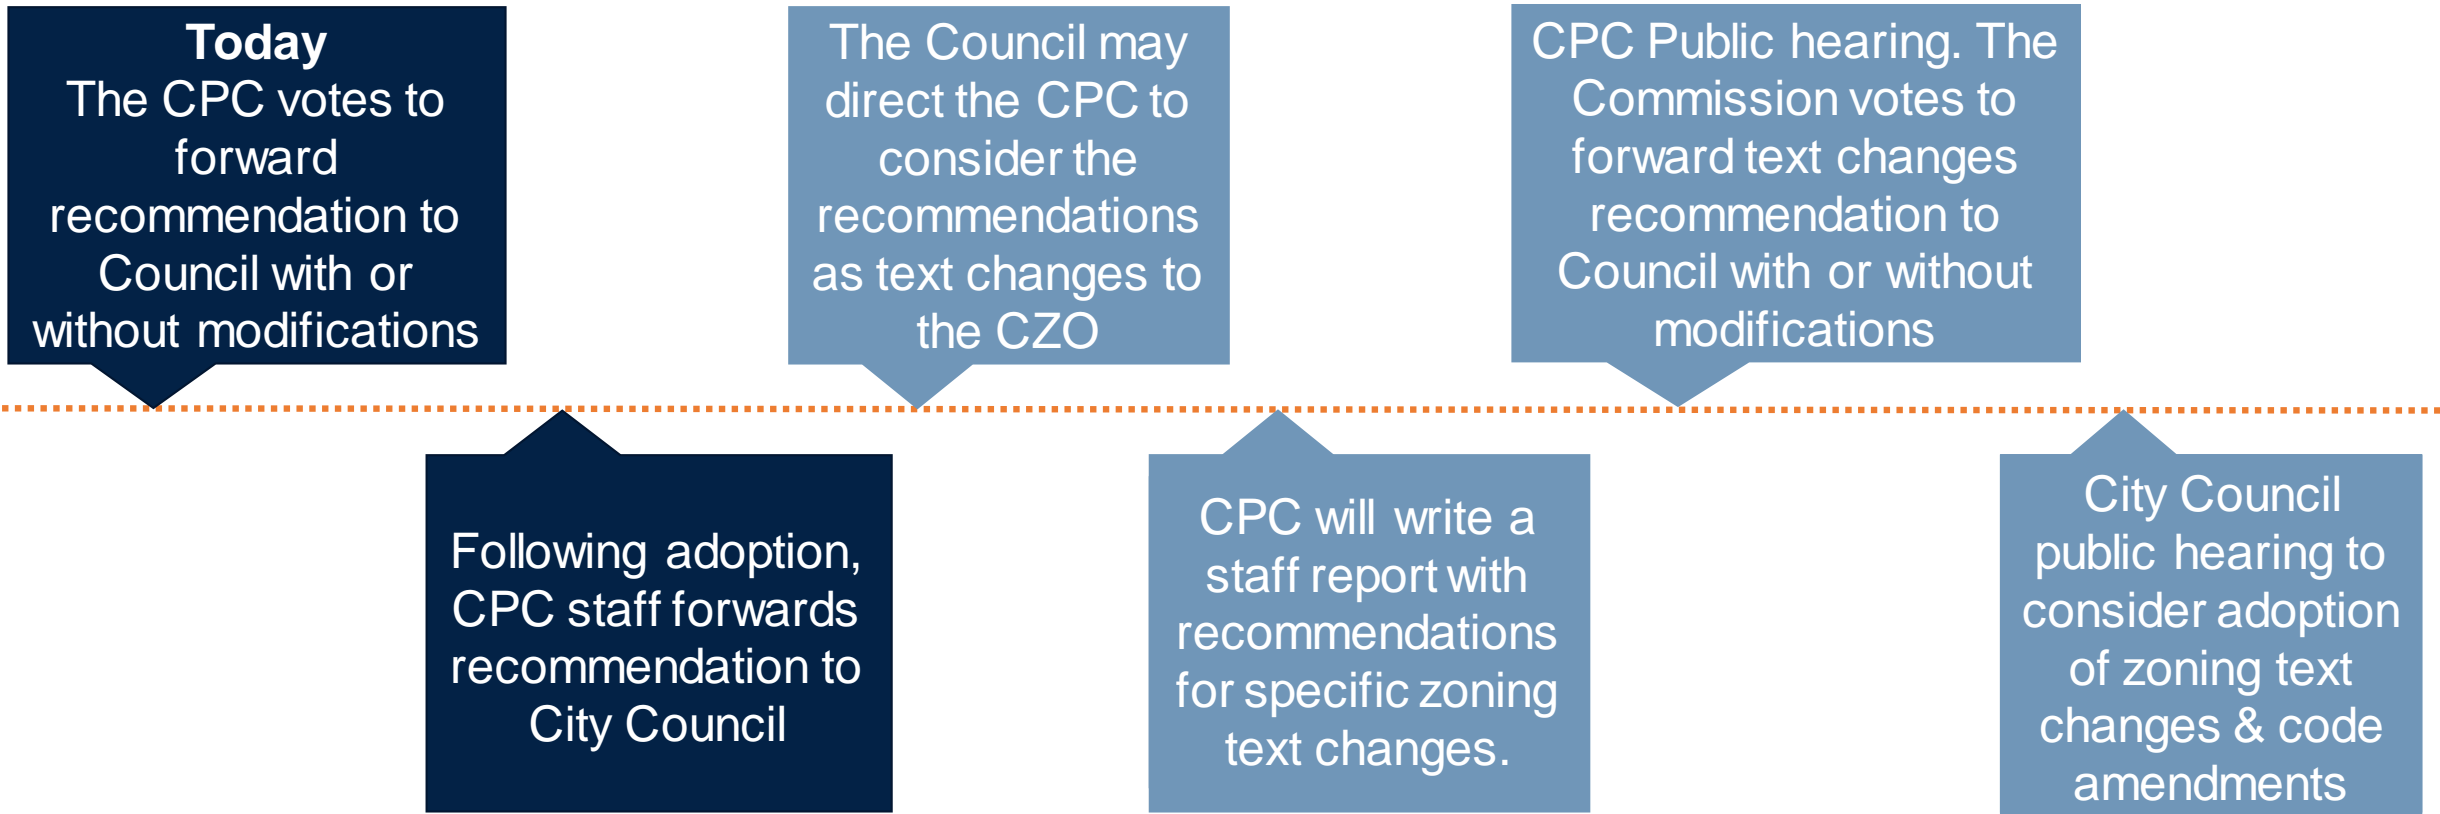 Today
The CPC votes to
forward
recommendation to
Council with or
without modifications
Following adoption,
CPC staff forwards
recommendation to
City Council
The Council may
direct the CPC to
consider the
recommendations
as text changes to
the CZO
CPC will write a
staff report with
recommendations
for specific zoning
text changes.
CPC Public hearing. The
Commission votes to
forward text changes
recommendation to
Council with or without
modifications
City Council
public hearing to
consider adoption
of zoning text
changes & code
amendments